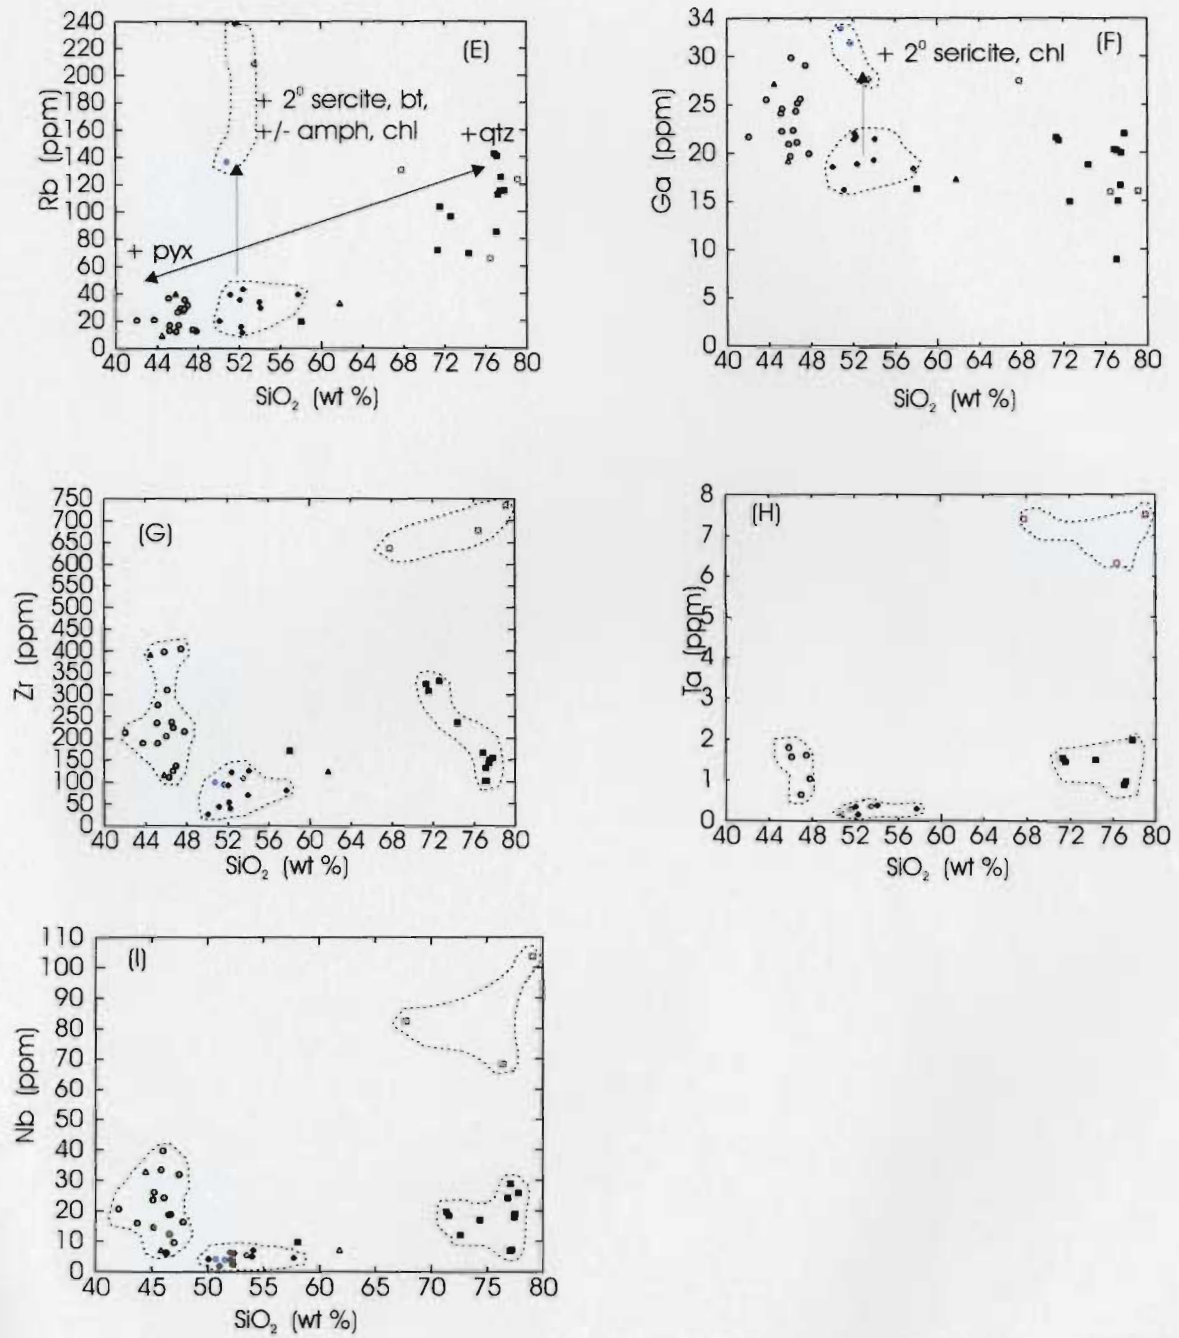 240
220
200
180
160
140
120
100
80
60
40
20
0
Rb (ppm)
(E)
+ 2º sercite, bt,
+/- amph, chl
+qtz
+ pyx
40 44 48 52 56 60 64 68 72 76 80
SiO₂ (wt %)
34
30
25
20
15
10
5
0
Ga (ppm)
(F)
+ 2º sericite, chl
40 44 48 52 56 60 64 68 72 76 80
SiO₂ (wt %)
750
700
650
600
550
500
450
400
350
300
250
200
150
100
50
0
Zr (ppm)
(G)
40 44 48 52 56 60 64 68 72 76 80
SiO₂ (wt %)
8
7
6
5
4
3
2
1
0
Ta (ppm)
(H)
40 44 48 52 56 60 64 68 72 76 80
SiO₂ (wt %)
110
100
90
80
70
60
50
40
30
20
10
0
Nb (ppm)
(I)
40 45 50 55 60 65 70 75 80
SiO₂ (wt %)